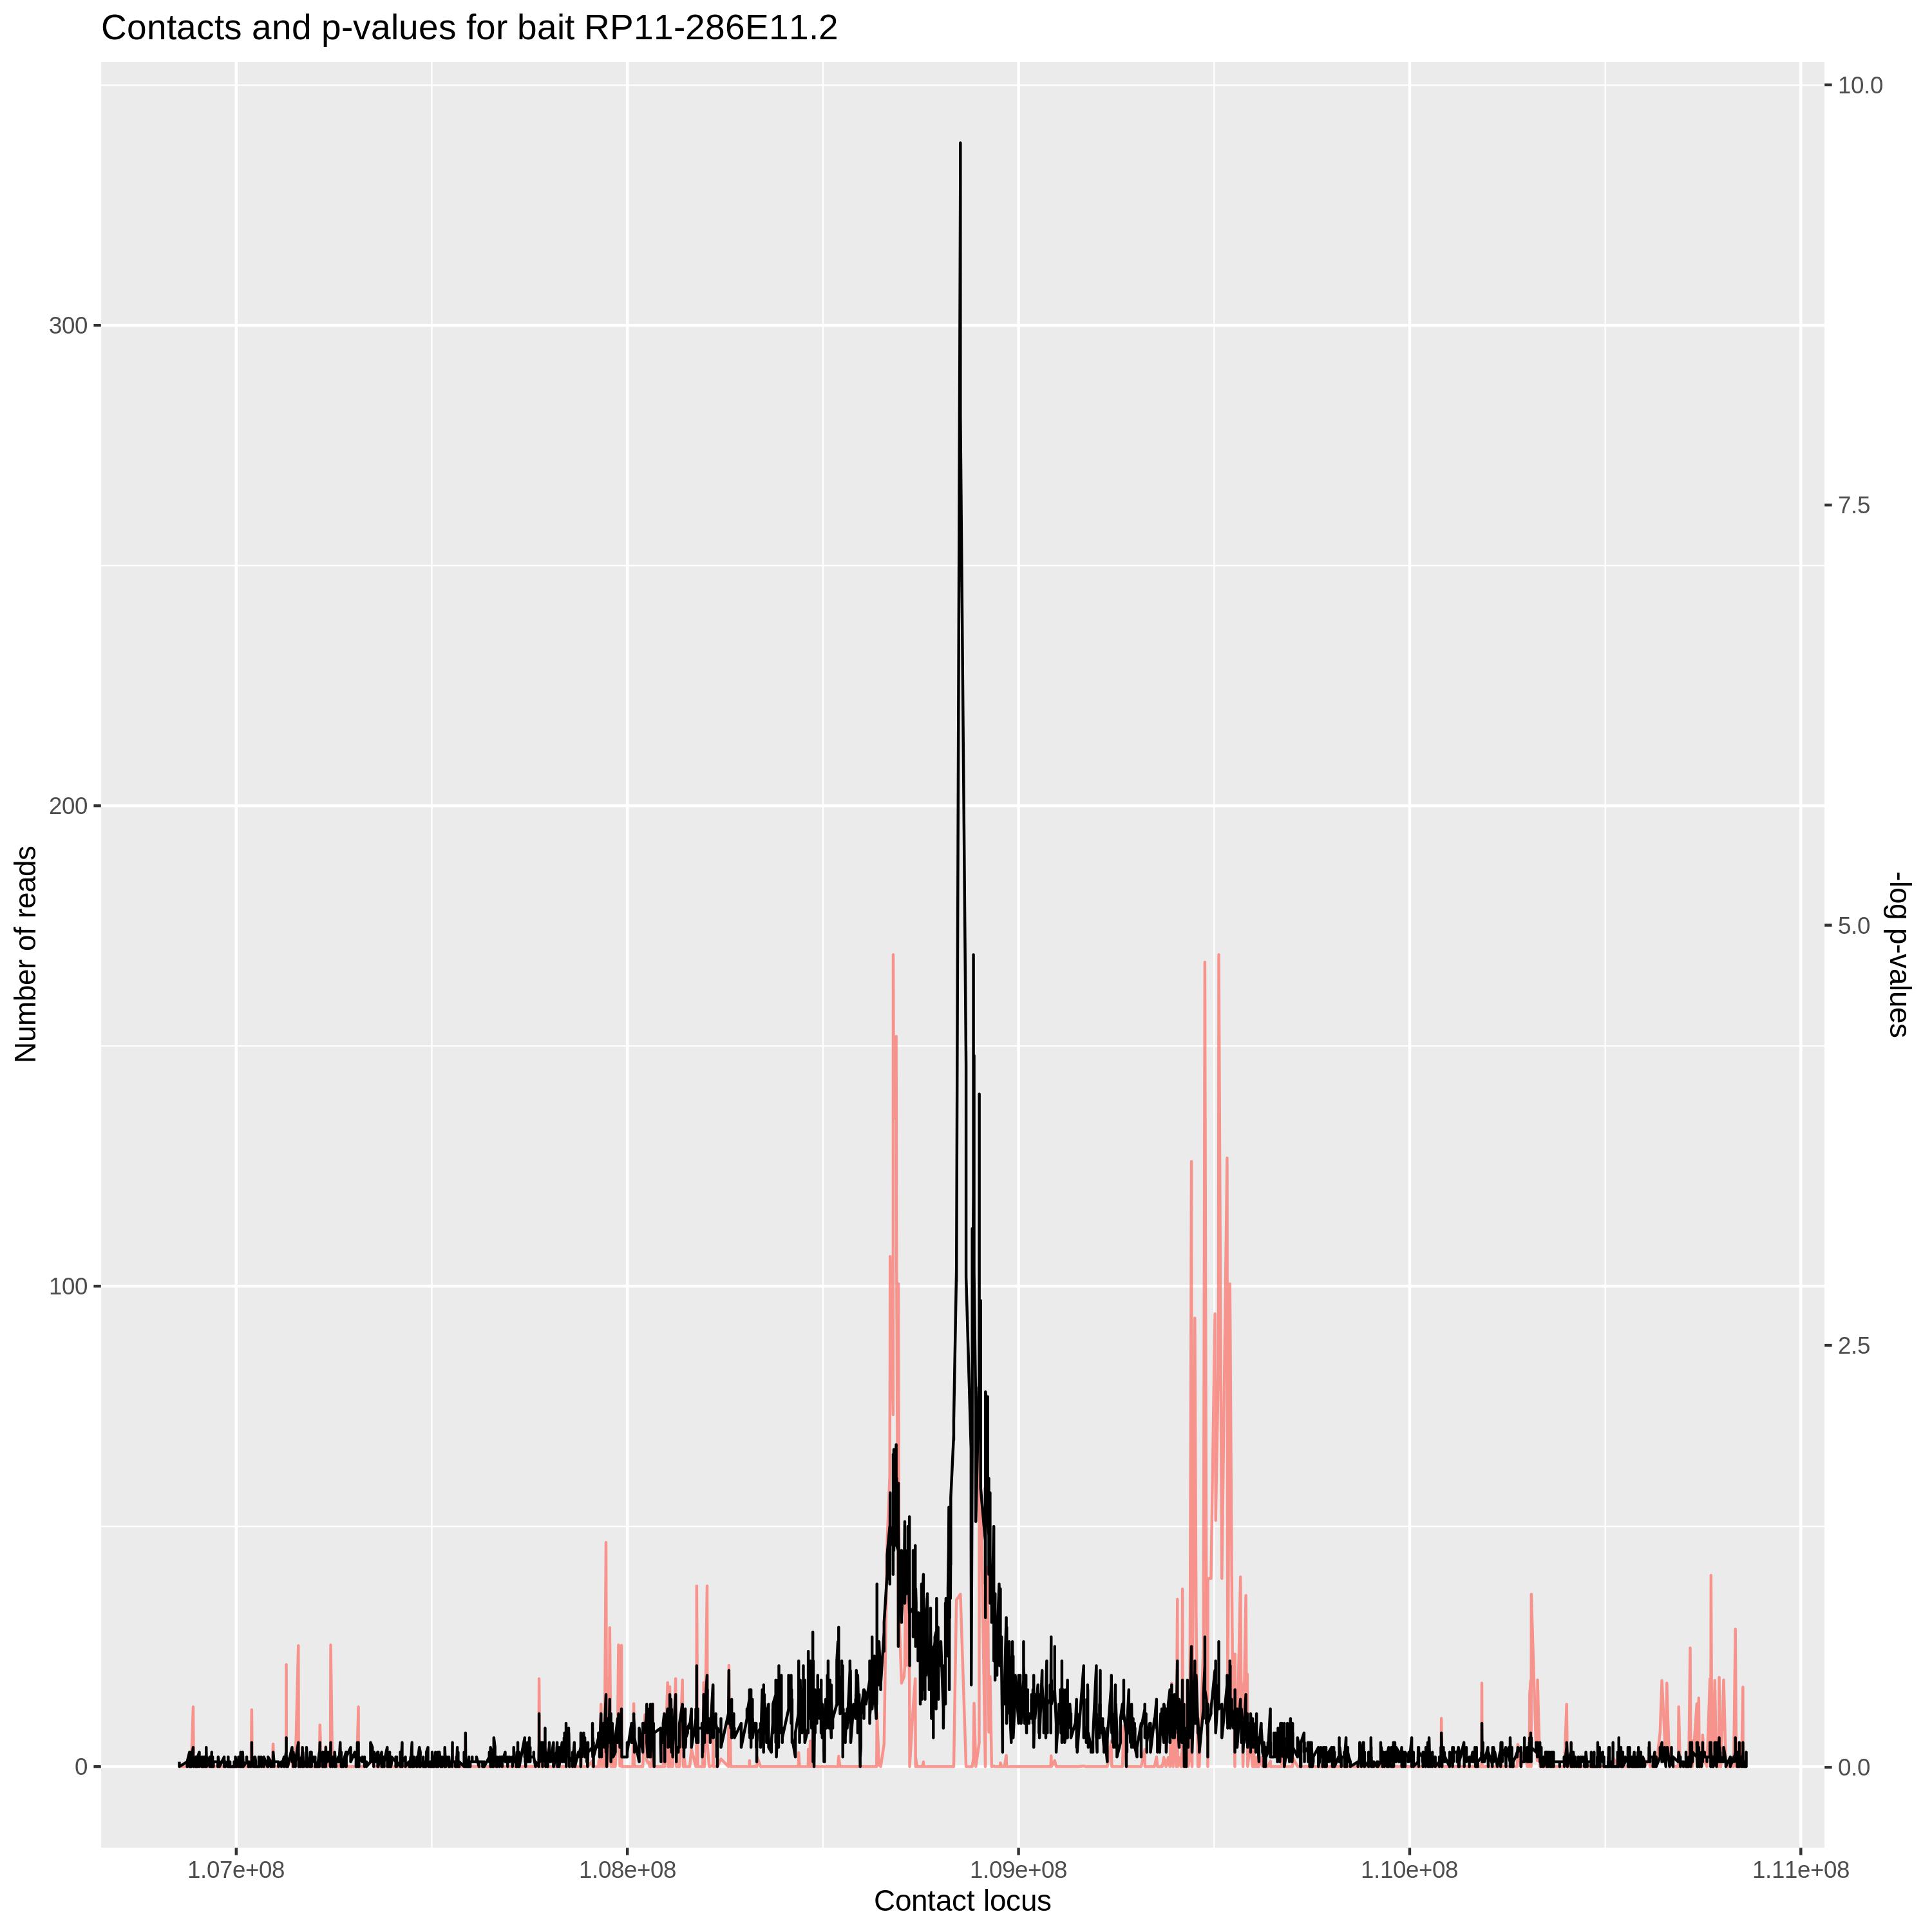 Contacts and p-values for bait RP11-286E11.2
10.0
300
7.5
200
Number of reads
5.0
-log p-values
100
2.5
0
0.0
1.07e+08
1.08e+08
1.09e+08
1.10e+08
1.11e+08
Contact locus